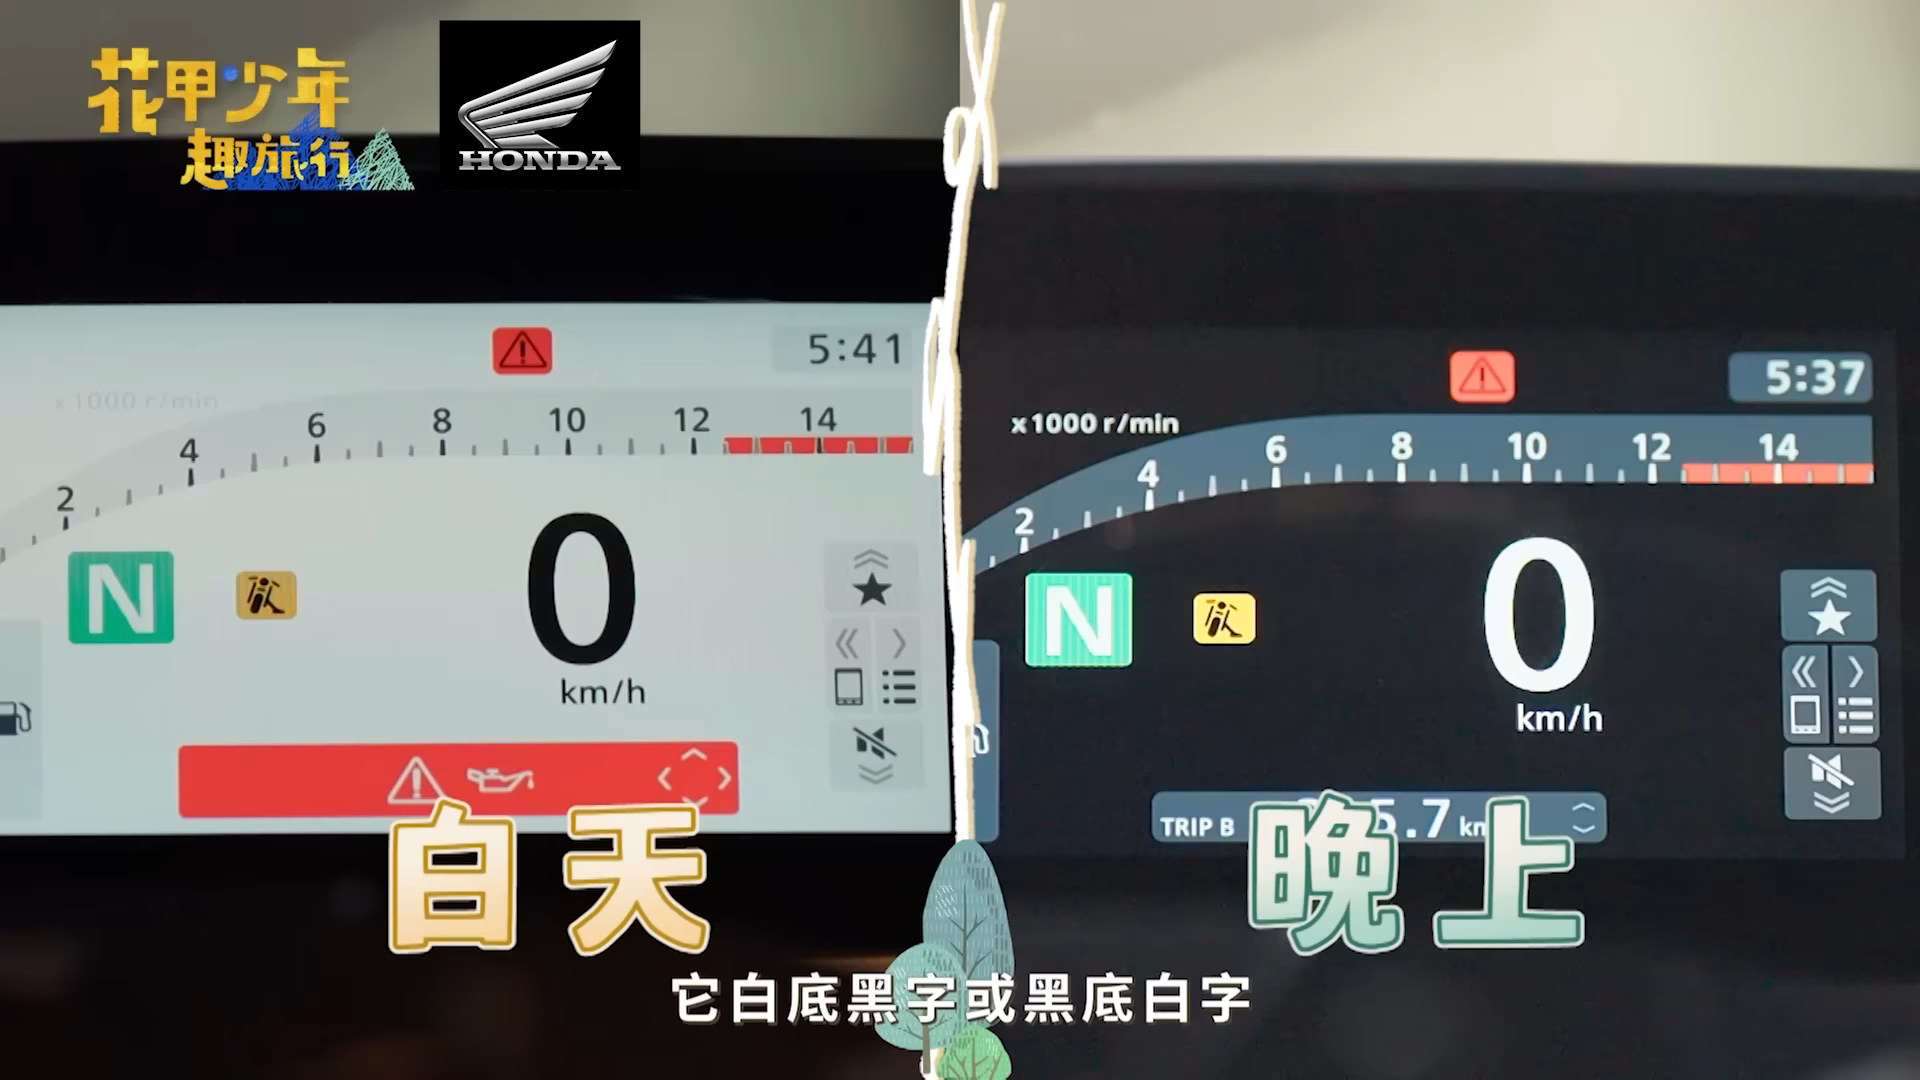 花甲少年
趣旅行
HONDA
5:41
x1000 r/min
2 4 6 8 10 12 14
N
0
km/h
白天
5:37
x1000 r/min
2 4 6 8 10 12 14
N
0
km/h
TRIP B 5.7 km
晚上
它白底黑字或黑底白字